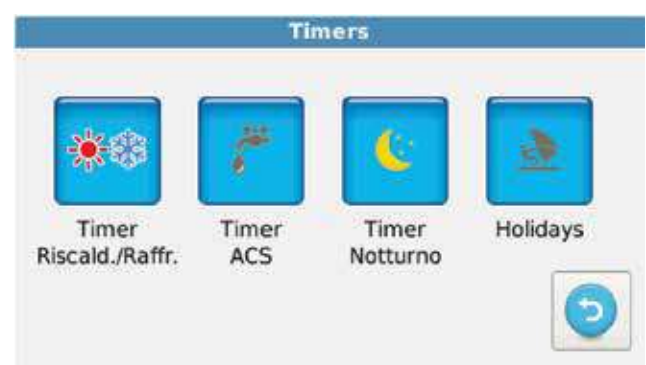 Timers
Timer
Riscald./Raffr.
Timer
ACS
Timer
Notturno
Holidays